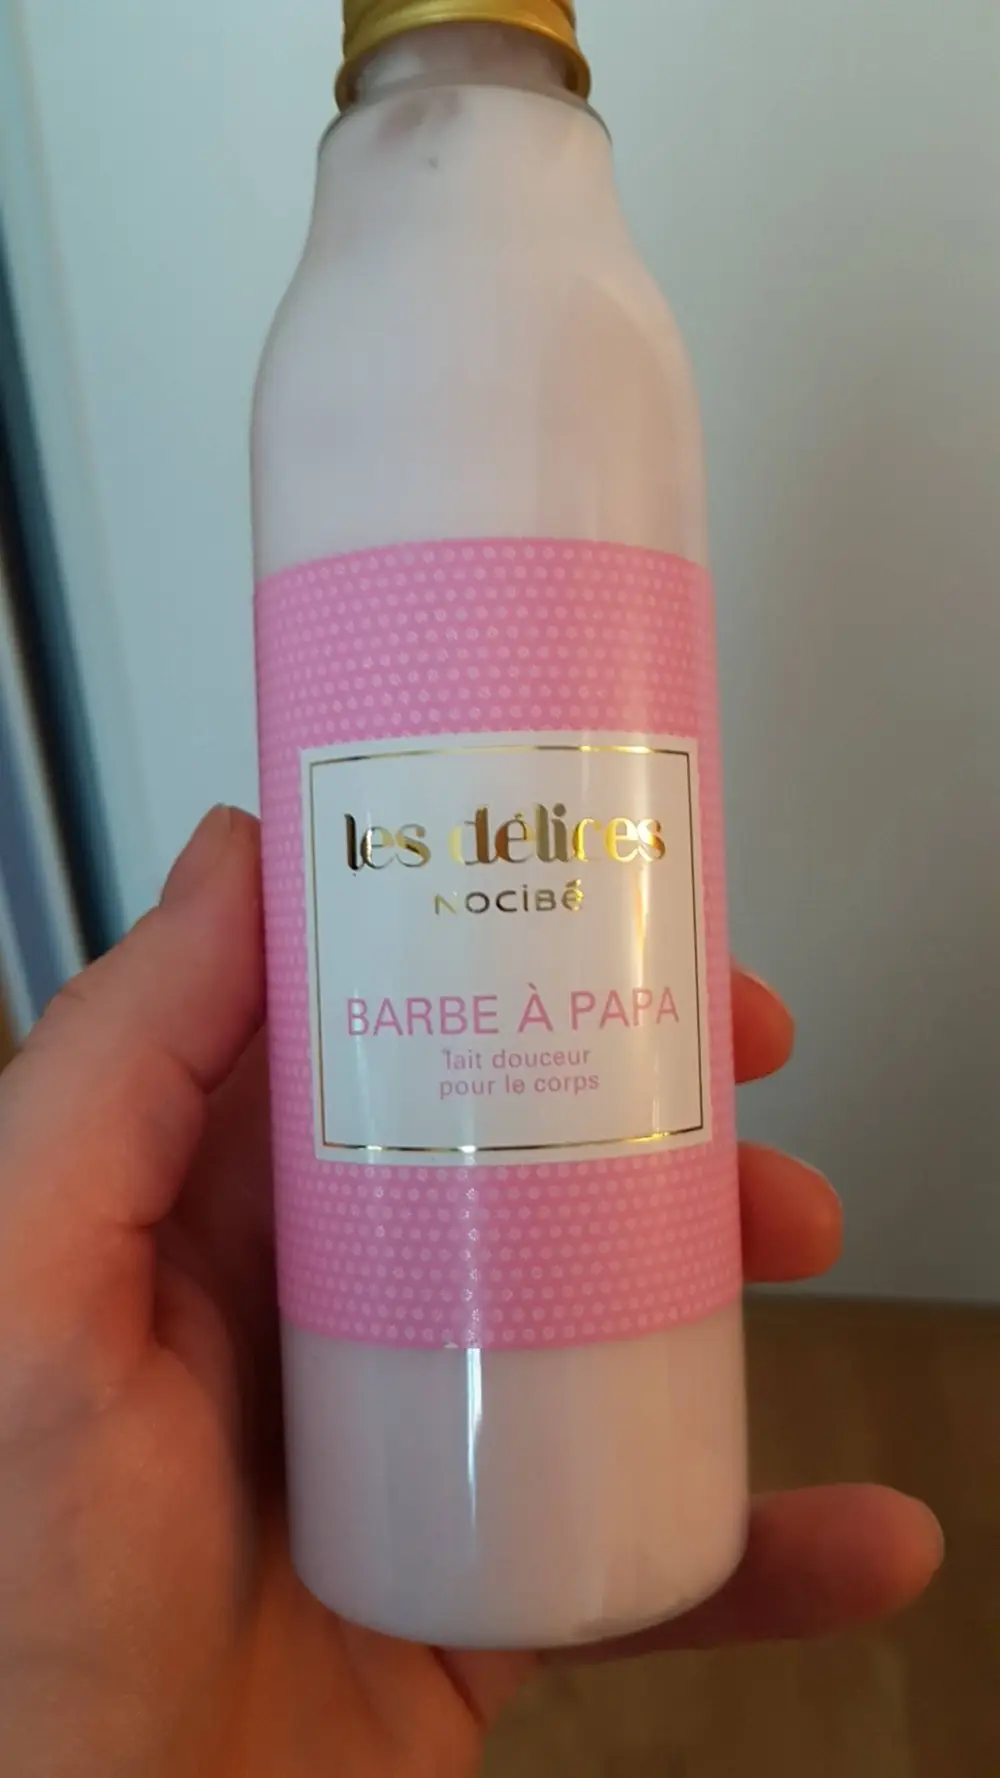 les délices
NOCIBÉ
BARBE À PAPA
lait douceur
pour le corps